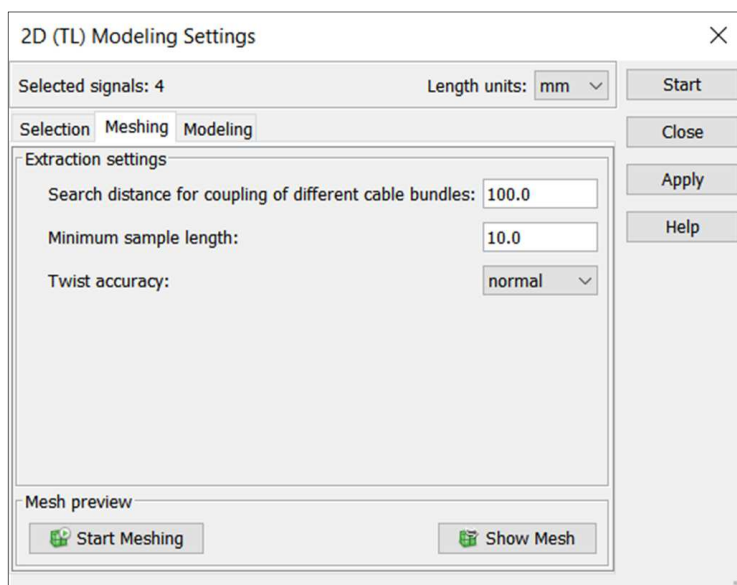 2D (TL) Modeling Settings
Selected signals: 4
Length units: mm
Start
Selection Meshing Modeling
Close
Extraction settings
Search distance for coupling of different cable bundles: 100.0
Apply
Minimum sample length: 10.0
Help
Twist accuracy: normal
Mesh preview
Start Meshing
Show Mesh